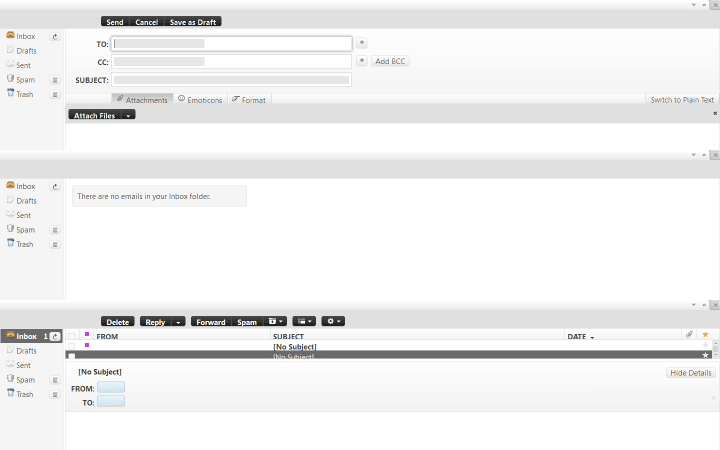 Send Cancel Save as Draft
Inbox
Drafts
Sent
Spam
Trash
TO:
CC:
Add BCC
SUBJECT:
Attachments Emoticons Format Switch to Plain Text
Attach Files
Inbox
Drafts
Sent
Spam
Trash
There are no emails in your Inbox folder.
Delete Reply Forward Spam
Inbox 1
Drafts
Sent
Spam
Trash
FROM SUBJECT DATE
[No Subject]
[No Subject]
[No Subject]
Hide Details
FROM:
TO: